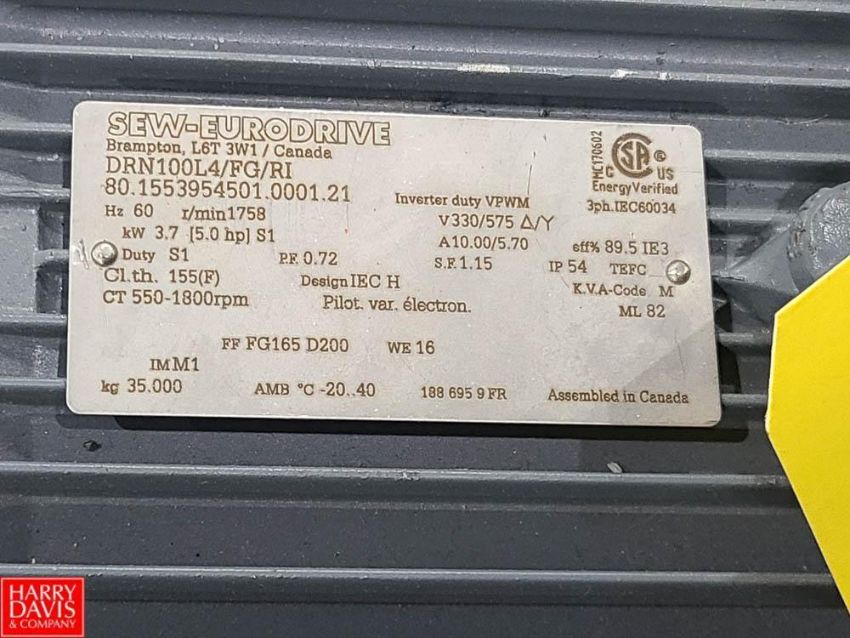 SEW-EURODRIVE
Brampton, L6T 3W1 / Canada
DRN100L4/FG/RI
80.1553954501.0001.21
Inverter duty VPWM
MC170602
CSA
C US
Energy Verified
3ph.IEC60034
Hz 60 r/min1758 V330/575 Δ/Y
kW 3.7 [5.0 hp] S1 A10.00/5.70 eff% 89.5 IE3
Duty S1 P.F. 0.72 S.F. 1.15 IP 54 TEFC
Cl.th. 155(F) Design IEC H K.V.A-Code M
CT 550-1800rpm Pilot. var. électron. ML 82
FF FG165 D200 WE 16
IM M1
kg 35.000 AMB °C -20..40 188 695 9 FR Assembled in Canada
HARRY
DAVIS
& COMPANY